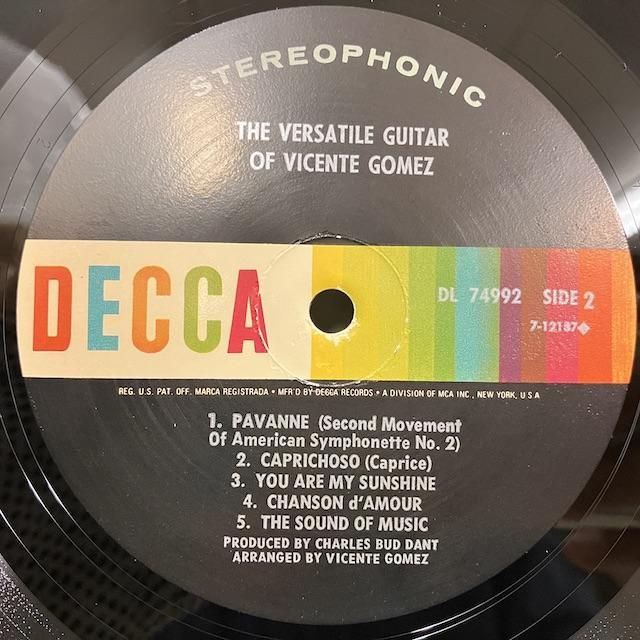 STEREOPHONIC
THE VERSATILE GUITAR
OF VICENTE GOMEZ
DECCA
DL 74992 SIDE 2
7-12187◆
REG. U.S. PAT. OFF. MARCA REGISTRADA • MFR'D BY DECCA RECORDS • A DIVISION OF MCA INC., NEW YORK, U.S.A
1. PAVANNE (Second Movement
Of American Symphonette No. 2)
2. CAPRICHOSO (Caprice)
3. YOU ARE MY SUNSHINE
4. CHANSON d'AMOUR
5. THE SOUND OF MUSIC
PRODUCED BY CHARLES BUD DANT
ARRANGED BY VICENTE GOMEZ